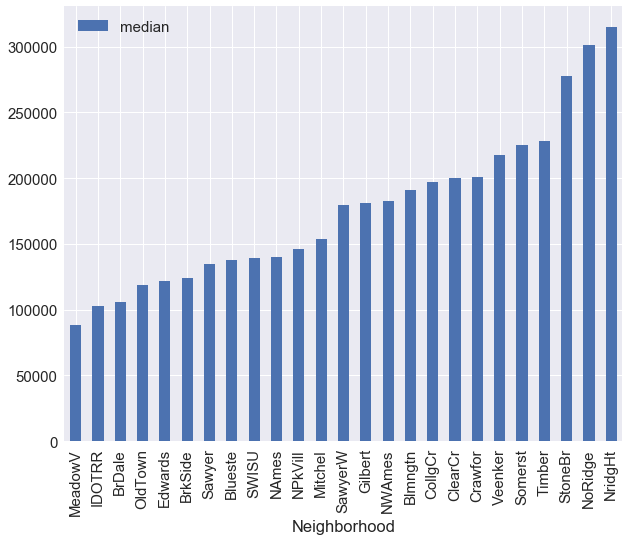 median
300000
250000
200000
150000
100000
50000
0
MeadowV
IDOTRR
BrDale
OldTown
Edwards
BrkSide
Sawyer
Blueste
SWISU
NAmes
NPkVill
Mitchel
SawyerW
Gilbert
NWAmes
Blmngtn
CollgCr
ClearCr
Crawfor
Veenker
Somerst
Timber
StoneBr
NoRidge
NridgHt
Neighborhood